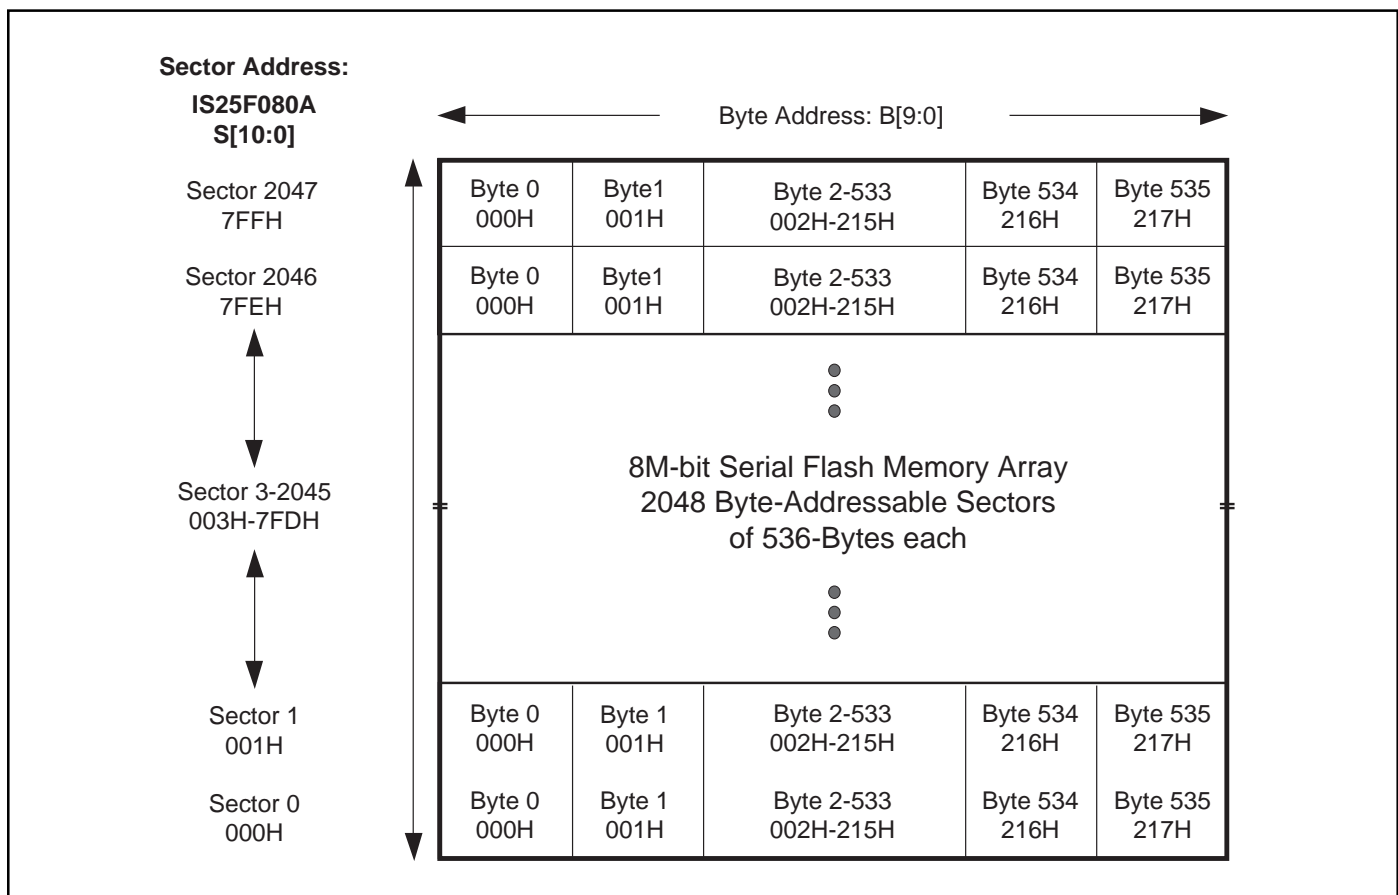 Sector Address:
IS25F080A
S[10:0]
Byte Address: B[9:0]
Sector 2047
7FFH
Byte 0
000H
Byte1
001H
Byte 2-533
002H-215H
Byte 534
216H
Byte 535
217H
Sector 2046
7FEH
Byte 0
000H
Byte1
001H
Byte 2-533
002H-215H
Byte 534
216H
Byte 535
217H
Sector 3-2045
003H-7FDH
8M-bit Serial Flash Memory Array
2048 Byte-Addressable Sectors
of 536-Bytes each
Sector 1
001H
Byte 0
000H
Byte 1
001H
Byte 2-533
002H-215H
Byte 534
216H
Byte 535
217H
Sector 0
000H
Byte 0
000H
Byte 1
001H
Byte 2-533
002H-215H
Byte 534
216H
Byte 535
217H